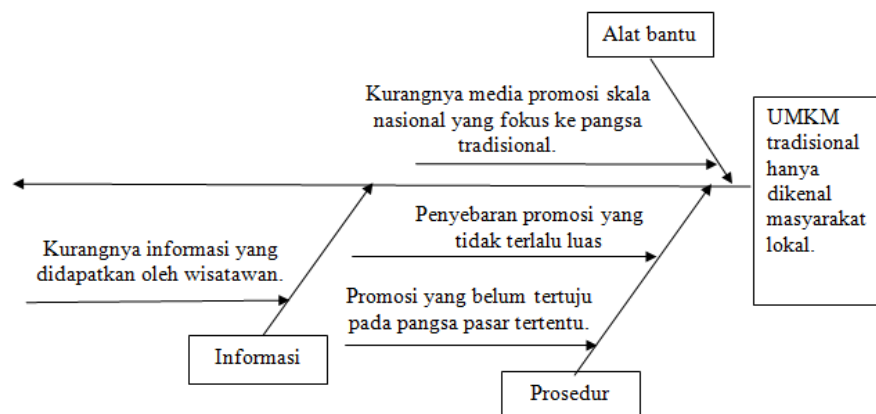 Alat bantu
Kurangnya media promosi skala
nasional yang fokus ke pangsa
tradisional.
UMKM
tradisional
hanya
dikenal
masyarakat
lokal.
Penyebaran promosi yang
tidak terlalu luas
Kurangnya informasi yang
didapatkan oleh wisatawan.
Promosi yang belum tertuju
pada pangsa pasar tertentu.
Informasi
Prosedur